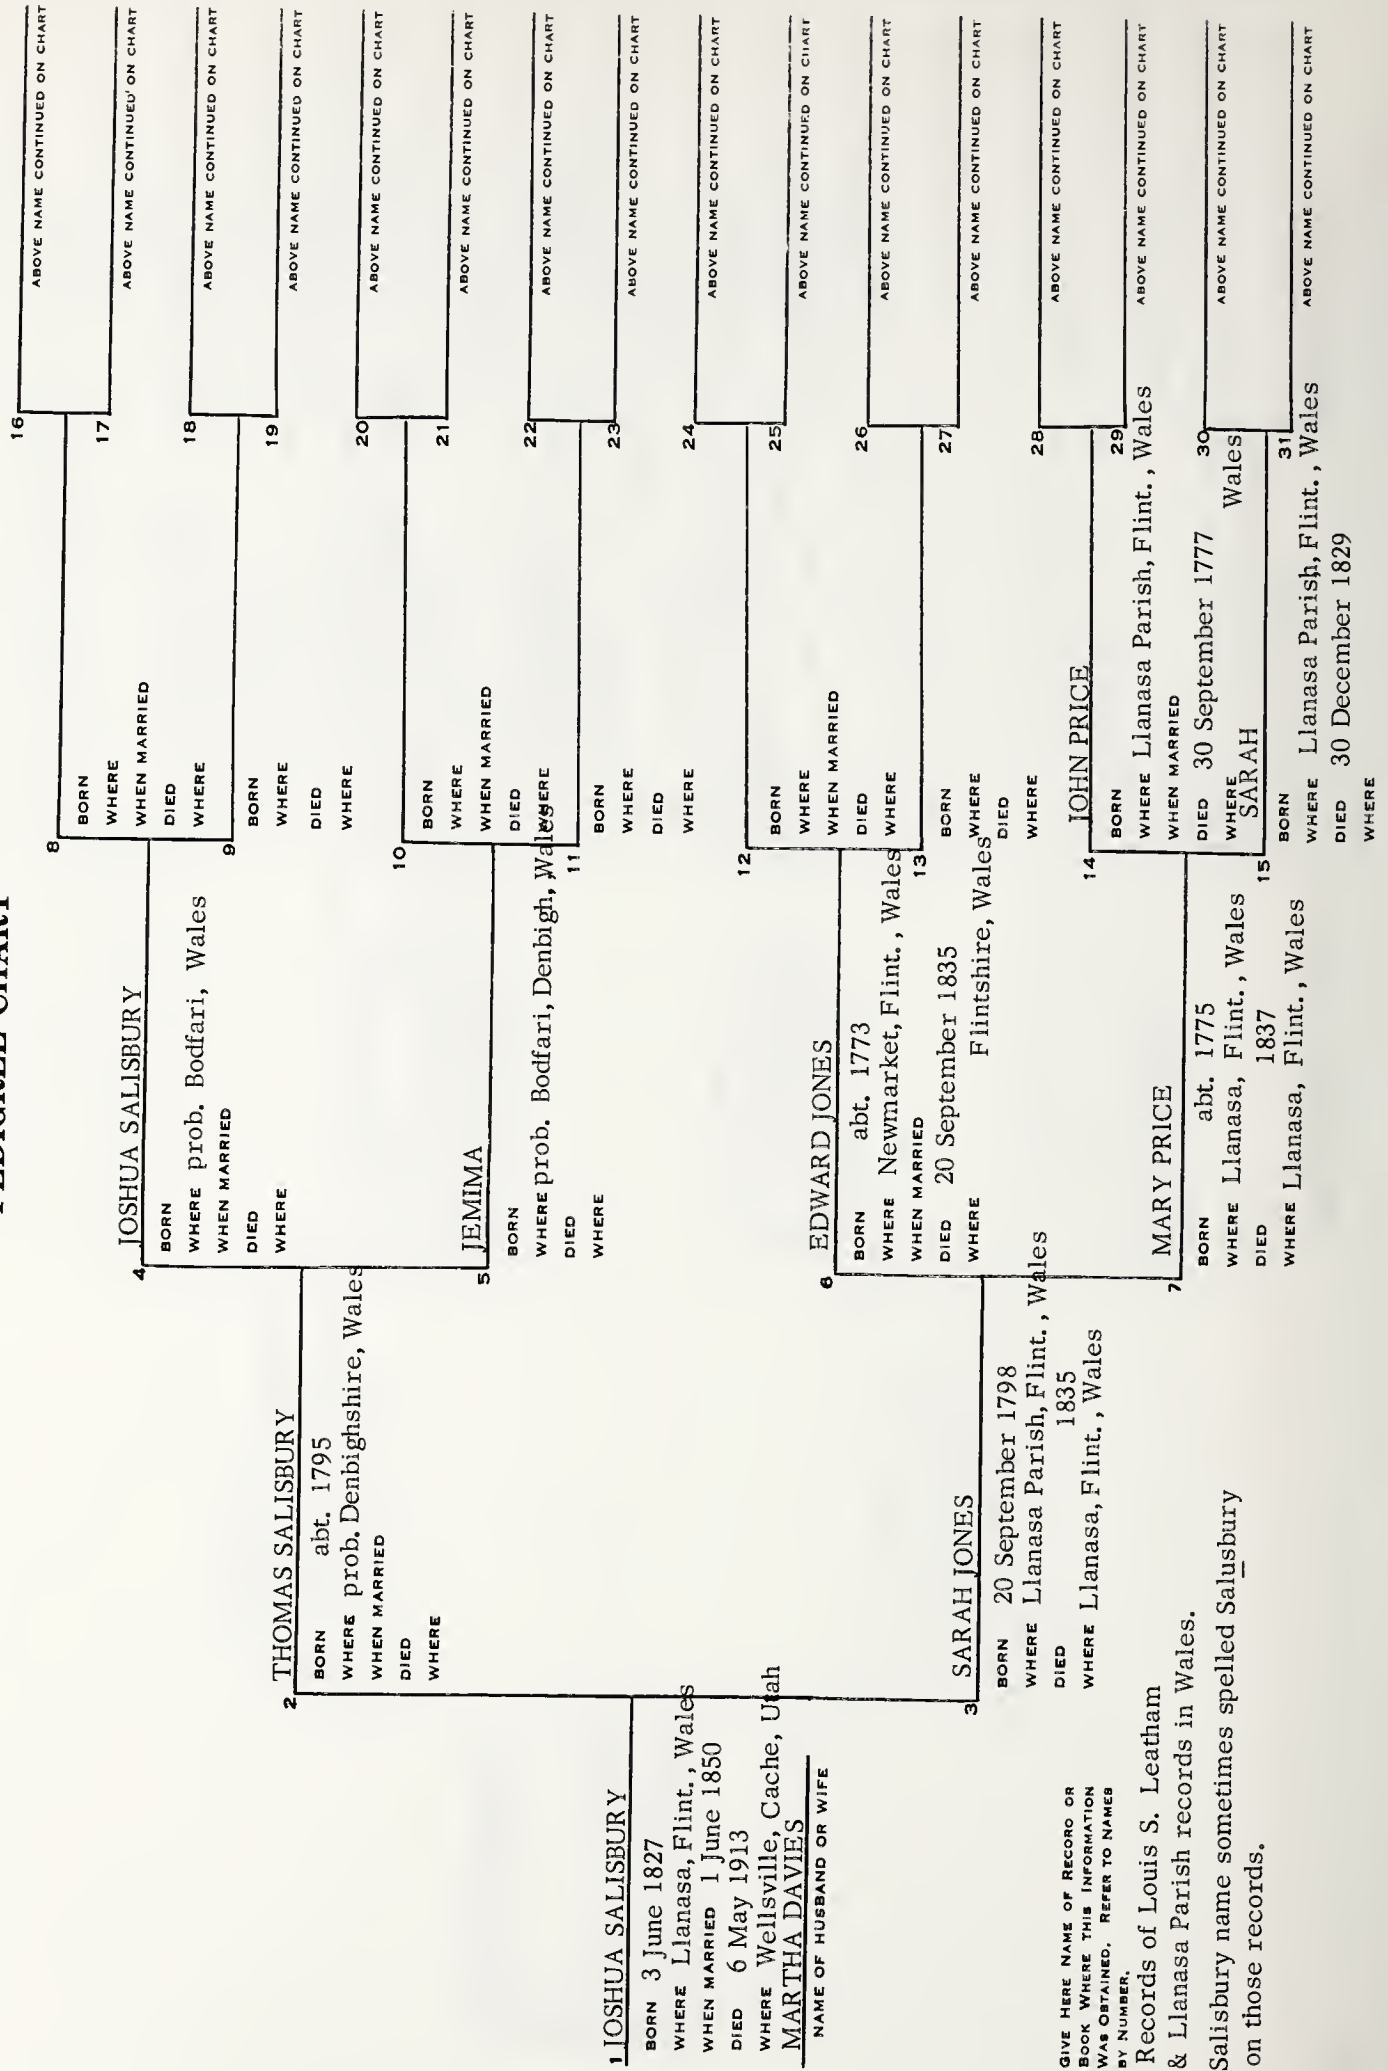 PEDIGREE CHART
1 JOSHUA SALISBURY
BORN 3 June 1827
WHERE Llanasa, Flint., Wales
WHEN MARRIED 1 June 1850
DIED 6 May 1913
WHERE Wellsville, Cache, Utah
MARTHA DAVIES
NAME OF HUSBAND OR WIFE
GIVE HERE NAME OF RECORD OR
BOOK WHERE THIS INFORMATION
WAS OBTAINED. REFER TO NAMES
BY NUMBER.
Records of Louis S. Leatham
& Llanasa Parish records in Wales.
Salisbury name sometimes spelled Salusbury
on those records.
2
THOMAS SALISBURY
BORN abt. 1795
WHERE prob. Denbighshire, Wales
WHEN MARRIED
DIED
WHERE
3
SARAH JONES
BORN 20 September 1798
WHERE Llanasa Parish, Flint., Wales
DIED 1835
WHERE Llanasa, Flint., Wales
4
JOSHUA SALISBURY
BORN
WHERE prob. Bodfari, Wales
WHEN MARRIED
DIED
WHERE
5
JEMIMA
BORN
WHERE prob. Bodfari, Denbigh, Wales
DIED
WHERE
6
EDWARD JONES
BORN abt. 1773
WHERE Newmarket, Flint., Wales
WHEN MARRIED
DIED 20 September 1835
WHERE Flintshire, Wales
7
MARY PRICE
BORN abt. 1775
WHERE Llanasa, Flint., Wales
DIED 1837
WHERE Llanasa, Flint., Wales
8
BORN
WHERE
WHEN MARRIED
DIED
WHERE
9
BORN
WHERE
DIED
WHERE
10
BORN
WHERE
WHEN MARRIED
DIED
WHERE
11
BORN
WHERE
DIED
WHERE
12
BORN
WHERE
WHEN MARRIED
DIED
WHERE
13
BORN
WHERE
DIED
WHERE
14
JOHN PRICE
BORN
WHERE Llanasa Parish, Flint., Wales
WHEN MARRIED
DIED 30 September 1777
WHERE Wales
15
SARAH
BORN
WHERE Llanasa Parish, Flint., Wales
DIED 30 December 1829
WHERE
16
ABOVE NAME CONTINUED ON CHART
17
ABOVE NAME CONTINUED ON CHART
18
ABOVE NAME CONTINUED ON CHART
19
ABOVE NAME CONTINUED ON CHART
20
ABOVE NAME CONTINUED ON CHART
21
ABOVE NAME CONTINUED ON CHART
22
ABOVE NAME CONTINUED ON CHART
23
ABOVE NAME CONTINUED ON CHART
24
ABOVE NAME CONTINUED ON CHART
25
ABOVE NAME CONTINUED ON CHART
26
ABOVE NAME CONTINUED ON CHART
27
ABOVE NAME CONTINUED ON CHART
28
ABOVE NAME CONTINUED ON CHART
29
ABOVE NAME CONTINUED ON CHART
30
ABOVE NAME CONTINUED ON CHART
31
ABOVE NAME CONTINUED ON CHART